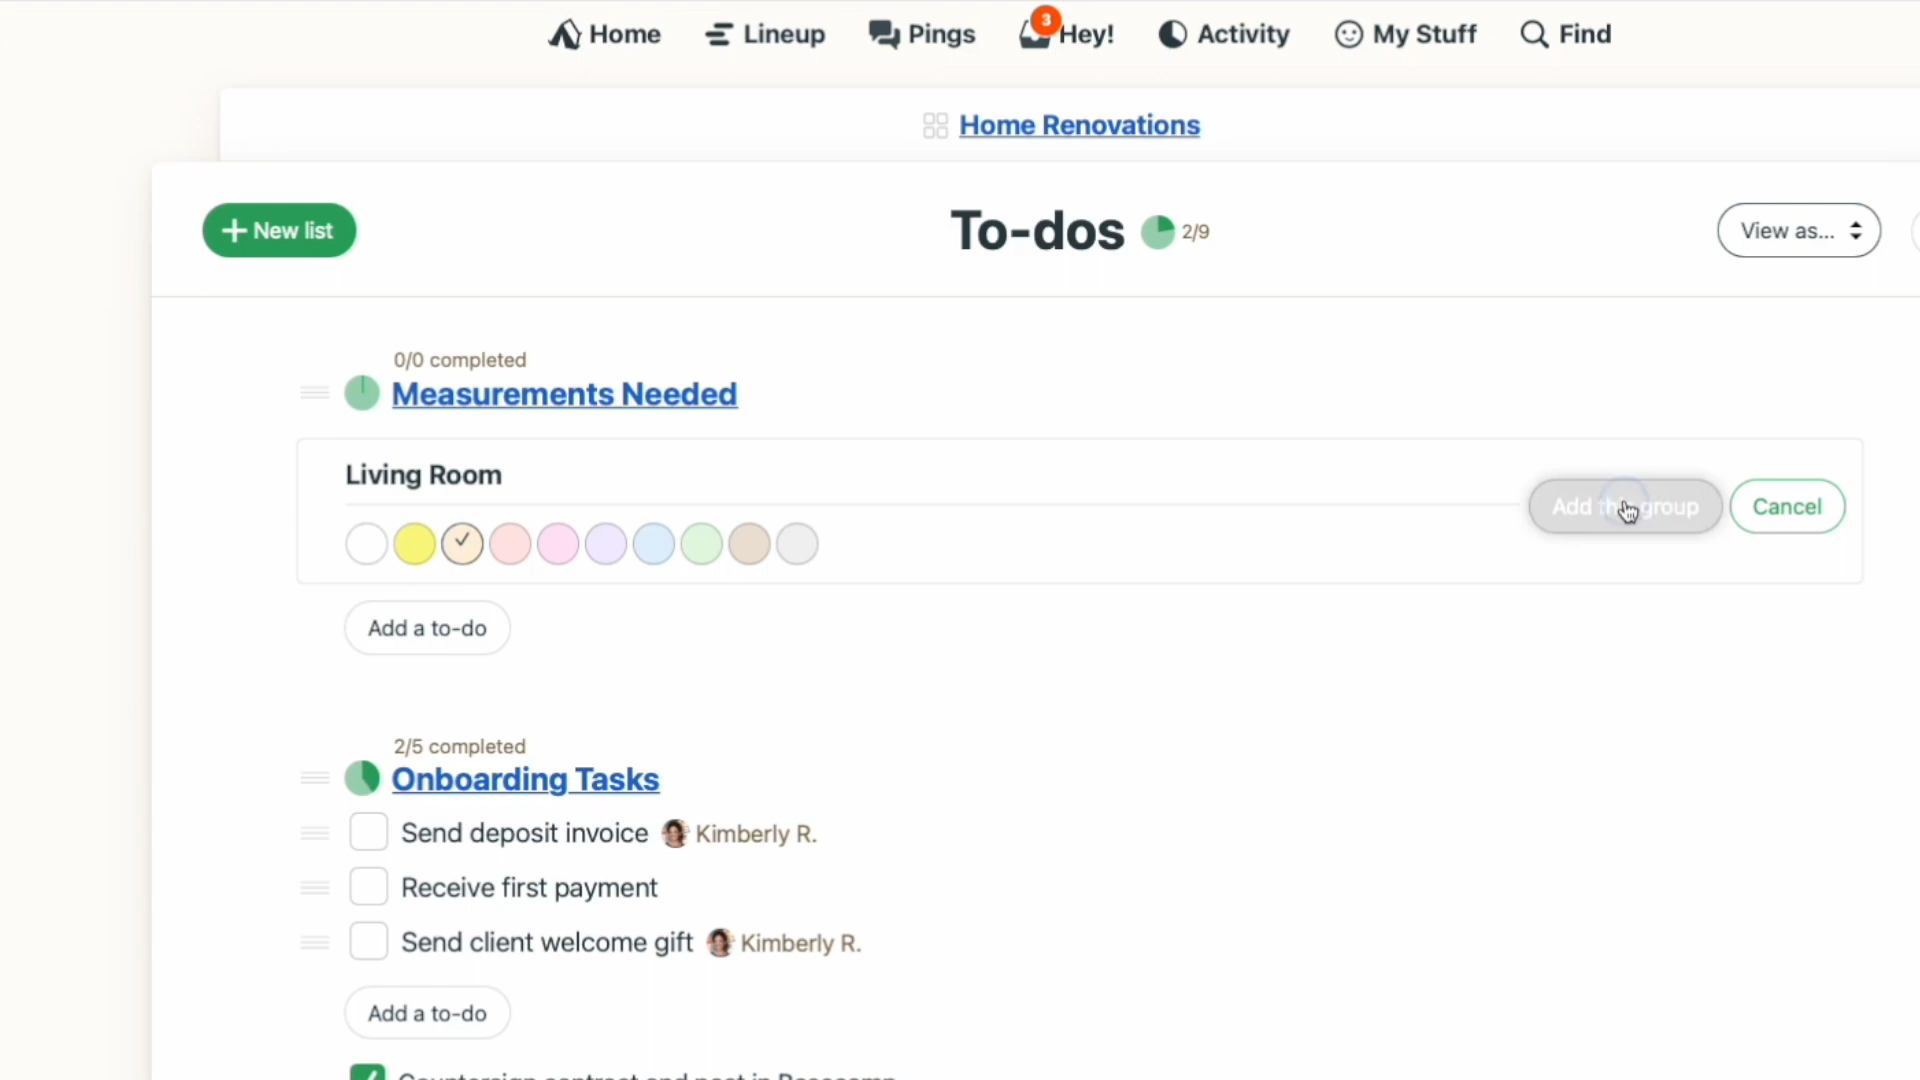 Home
Lineup
Pings
3
Hey!
Activity
My Stuff
Find
Home Renovations
New list
To-dos
2/9
View as...
0/0 completed
Measurements Needed
Living Room
Add this group
Cancel
Add a to-do
2/5 completed
Onboarding Tasks
Send deposit invoice Kimberly R.
Receive first payment
Send client welcome gift Kimberly R.
Add a to-do